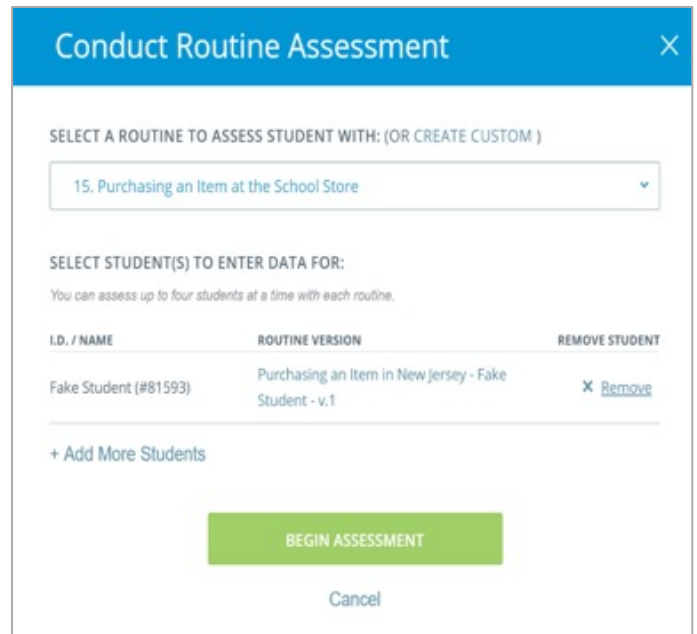 Conduct Routine Assessment
SELECT A ROUTINE TO ASSESS STUDENT WITH: (OR CREATE CUSTOM )
15. Purchasing an Item at the School Store
SELECT STUDENT(S) TO ENTER DATA FOR:
You can assess up to four students at a time with each routine.
I.D. / NAME ROUTINE VERSION REMOVE STUDENT
Fake Student (#81593) Purchasing an Item in New Jersey - Fake X Remove
Student - v.1
+ Add More Students
BEGIN ASSESSMENT
Cancel